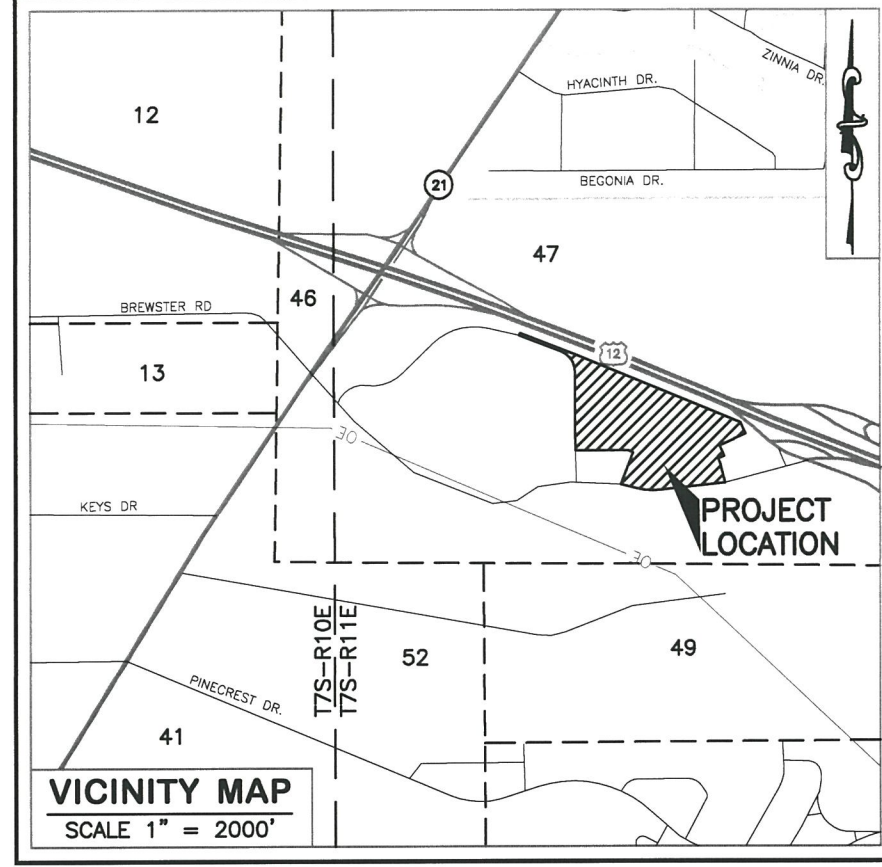 12
ZINNIA DR.
HYACINTH DR.
21
BEGONIA DR.
47
46
BREWSTER RD
12
13
OE
KEYS DR
PROJECT
LOCATION
OE
T7S-R10E
T7S-R11E
52
49
PINECREST DR.
41
VICINITY MAP
SCALE 1" = 2000'